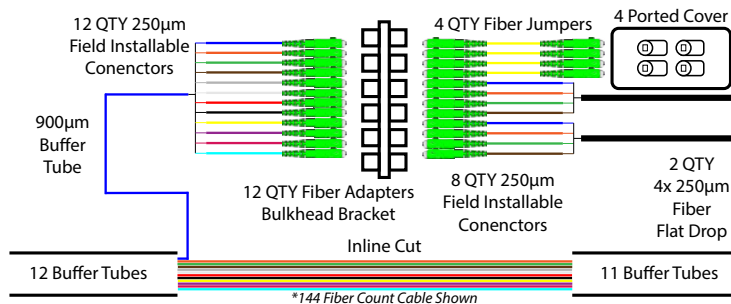 12 QTY 250µm
Field Installable
Conenctors
4 QTY Fiber Jumpers
4 Ported Cover
900µm
Buffer
Tube
12 QTY Fiber Adapters
Bulkhead Bracket
8 QTY 250µm
Field Installable
Conenctors
2 QTY
4x 250µm
Fiber
Flat Drop
Inline Cut
12 Buffer Tubes
11 Buffer Tubes
*144 Fiber Count Cable Shown